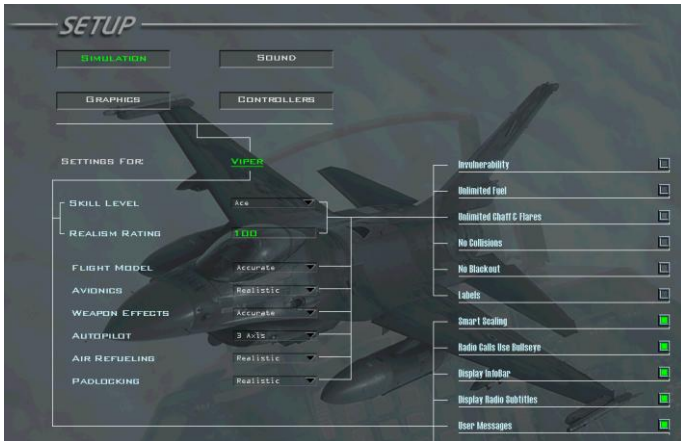 SETUP
SIMULATION
SOUND
GRAPHICS
CONTROLLERS
SETTINGS FOR: VIPER
SKILL LEVEL Ace
REALISM RATING 100
FLIGHT MODEL Accurate
AVIONICS Realistic
WEAPON EFFECTS Accurate
AUTOPILOT 3 Axis
AIR REFUELING Realistic
PADLOCKING Realistic
Invulnerability
Unlimited Fuel
Unlimited Chaff & Flares
No Collisions
No Blackout
Labels
Smart Scaling
Radio Calls Use Bullseye
Display InfoBar
Display Radio Subtitles
User Messages